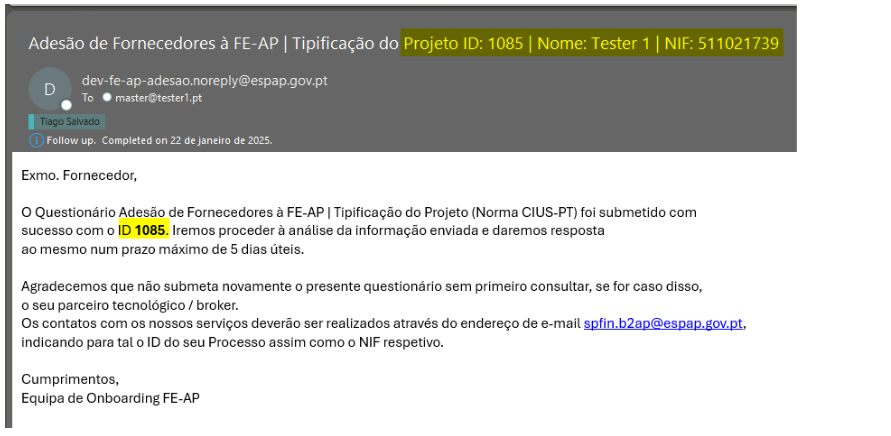 Adesão de Fornecedores à FE-AP | Tipificação do Projeto ID: 1085 | Nome: Tester 1 | NIF: 511021739
D
dev-fe-ap-adesao.noreply@espap.gov.pt
To master@tester1.pt
Tiago Salvado
Follow up. Completed on 22 de janeiro de 2025.
Exmo. Fornecedor,
O Questionário Adesão de Fornecedores à FE-AP | Tipificação do Projeto (Norma CIUS-PT) foi submetido com
sucesso com o ID 1085. Iremos proceder à análise da informação enviada e daremos resposta
ao mesmo num prazo máximo de 5 dias úteis.
Agradecemos que não submeta novamente o presente questionário sem primeiro consultar, se for caso disso,
o seu parceiro tecnológico / broker.
Os contatos com os nossos serviços deverão ser realizados através do endereço de e-mail spfin.b2ap@espap.gov.pt,
indicando para tal o ID do seu Processo assim como o NIF respetivo.
Cumprimentos,
Equipa de Onboarding FE-AP